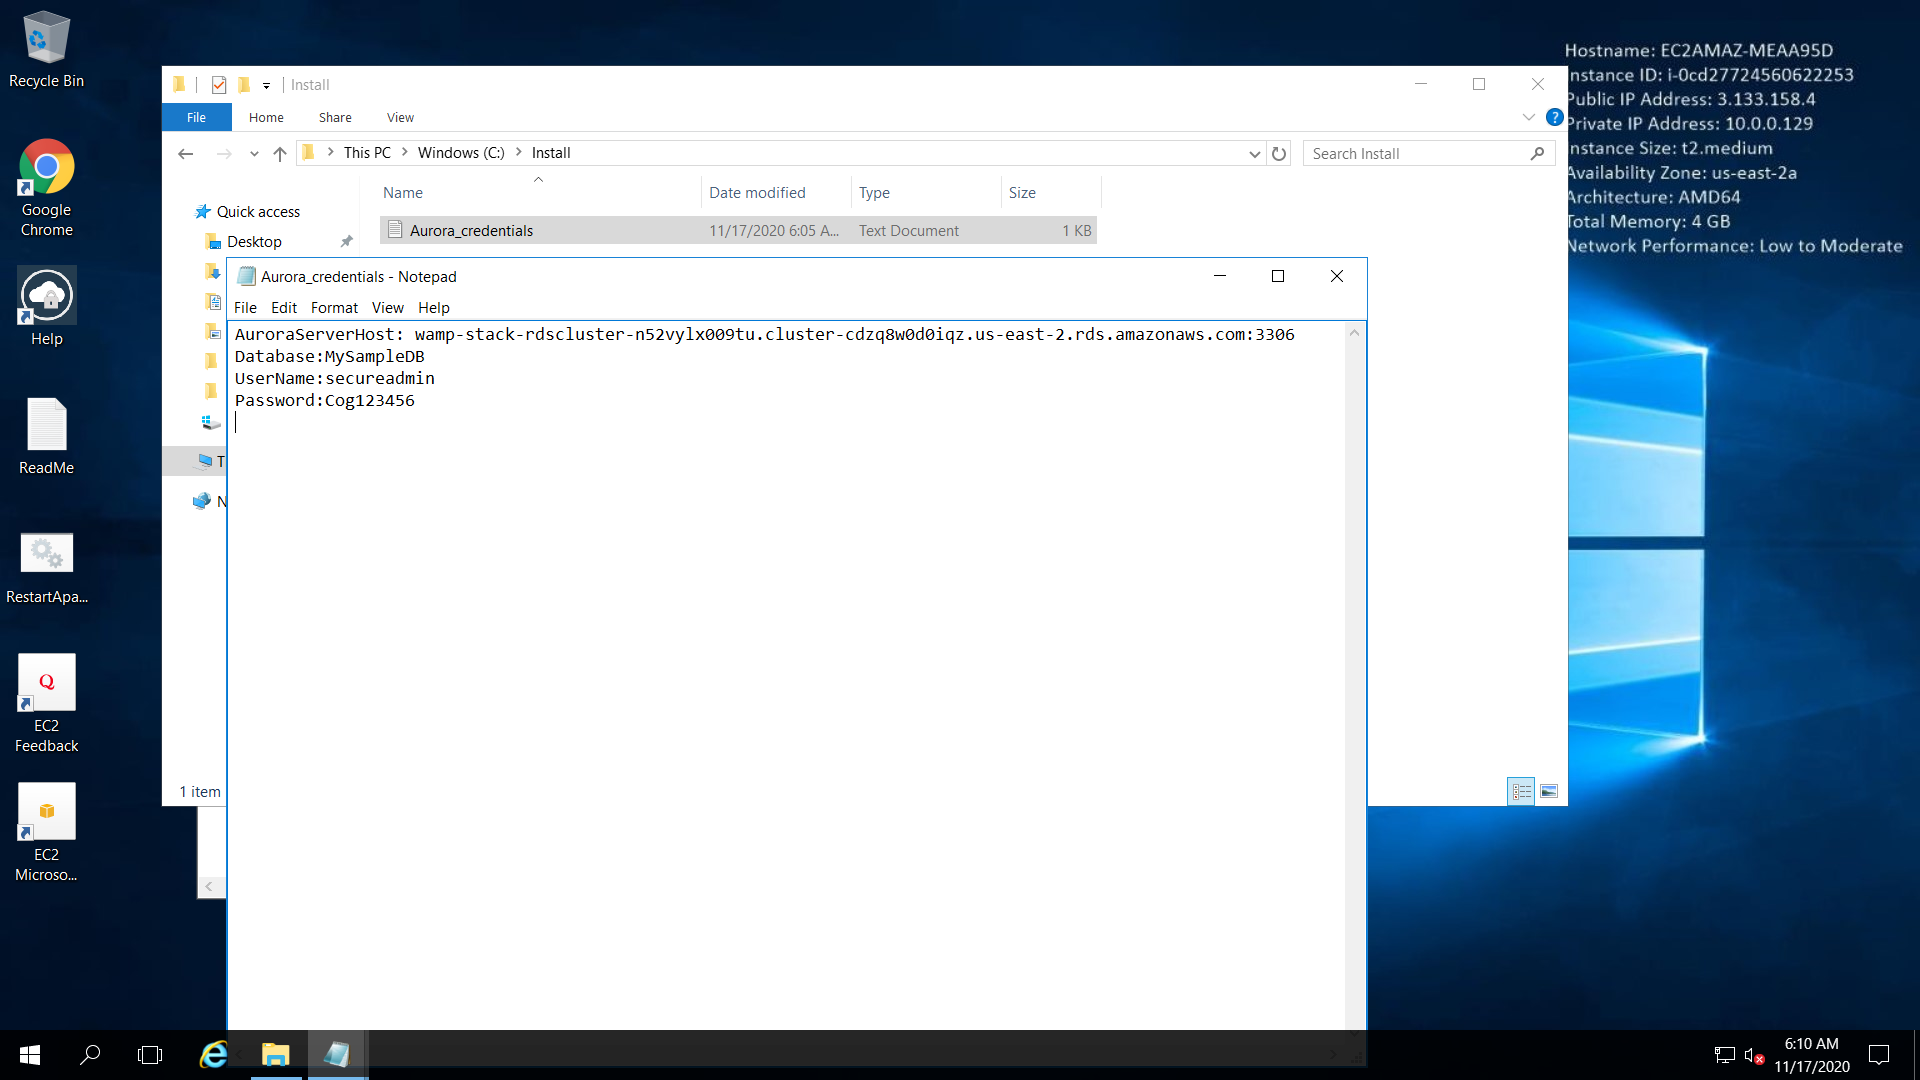 Recycle Bin
Google
Chrome
Help
ReadMe
RestartApa...
EC2
Feedback
EC2
Microso...
Install
File Home Share View
This PC > Windows (C:) > Install
Search Install
Name Date modified Type Size
Quick access
Desktop
Aurora_credentials 11/17/2020 6:05 A... Text Document 1 KB
1 item
Aurora_credentials - Notepad
File Edit Format View Help
AuroraServerHost: wamp-stack-rdscluster-n52vylx009tu.cluster-cdzq8w0d0iqz.us-east-2.rds.amazonaws.com:3306
Database:MySampleDB
UserName:secureadmin
Password:Cog123456
Hostname: EC2AMAZ-MEAA95D
Instance ID: i-0cd27724560622253
Public IP Address: 3.133.158.4
Private IP Address: 10.0.0.129
Instance Size: t2.medium
Availability Zone: us-east-2a
Architecture: AMD64
Total Memory: 4 GB
Network Performance: Low to Moderate
6:10 AM
11/17/2020